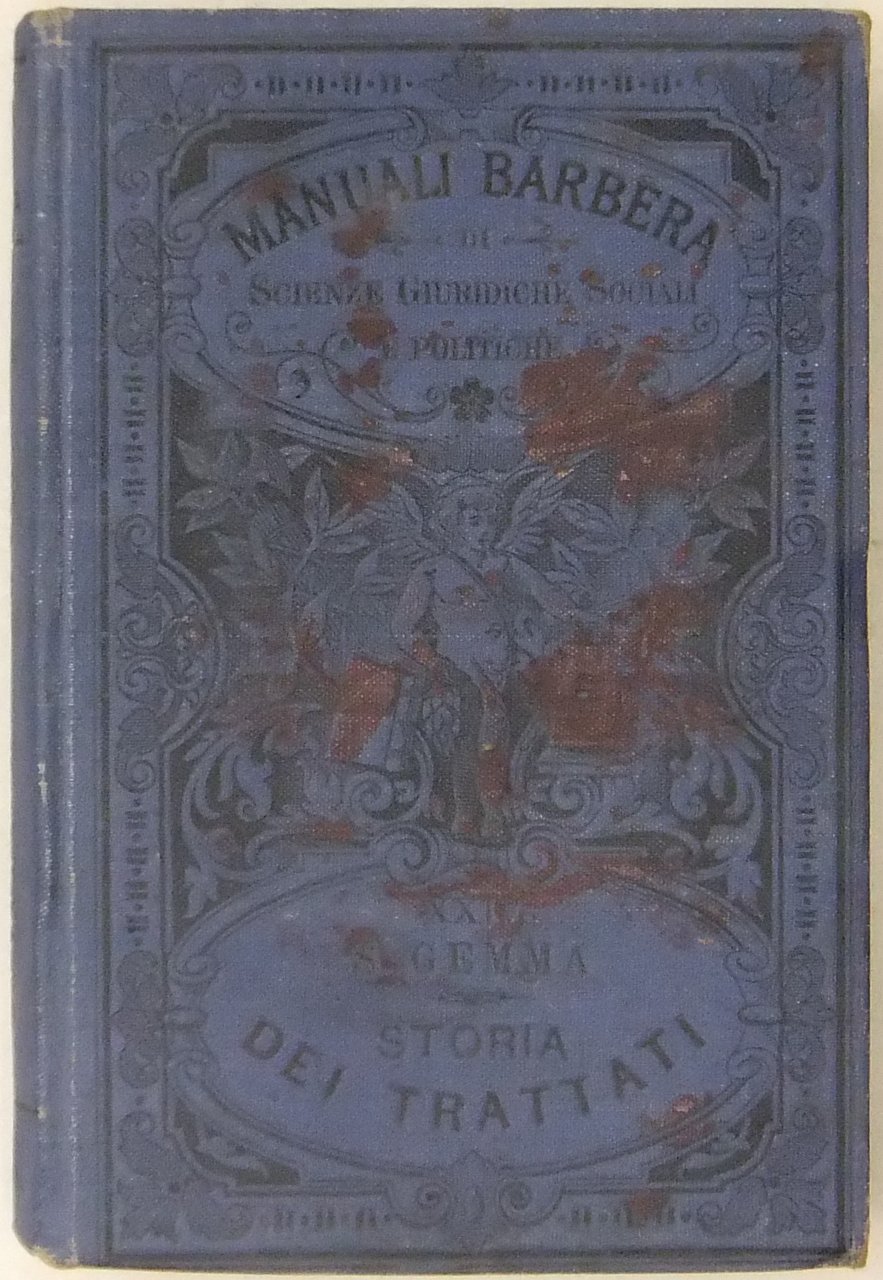 MANUALI BARBERA
DI
SCIENZE GIURIDICHE SOCIALI
E POLITICHE
GEMMA
STORIA
DEI TRATTATI